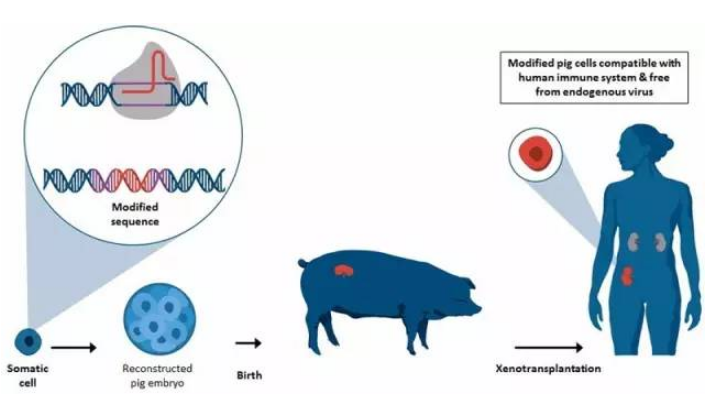 Modified pig cells compatible with
human immune system & free
from endogenous virus
Modified
sequence
Somatic
cell
Reconstructed
pig embryo
Birth
Xenotransplantation